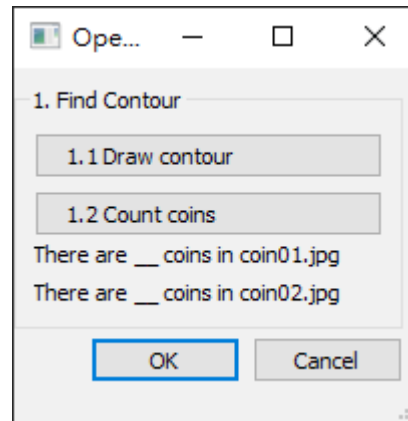 Ope...
1. Find Contour
1.1 Draw contour
1.2 Count coins
There are __ coins in coin01.jpg
There are __ coins in coin02.jpg
OK Cancel